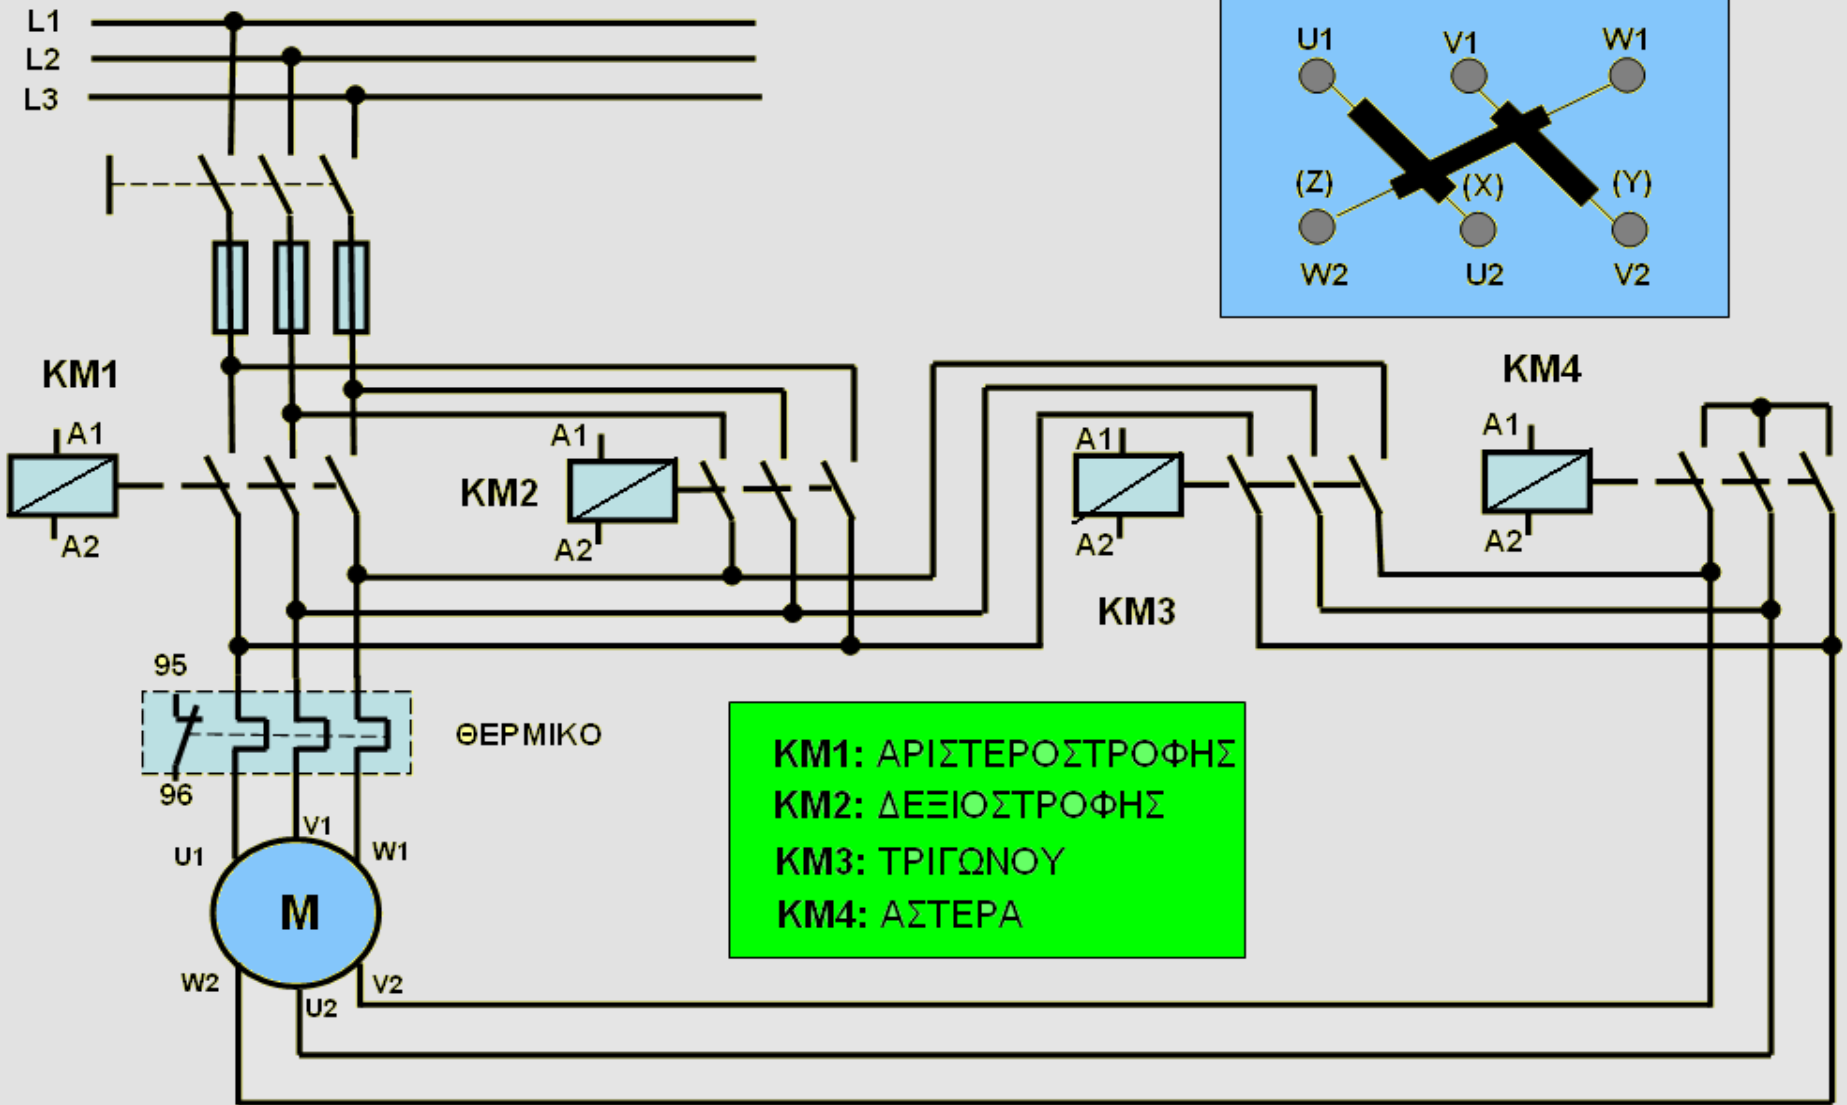 L1
L2
L3
U1 V1 W1
(Z) (X) (Y)
W2 U2 V2
KM1
A1
A2
KM2
A1
A2
A1
A2
KM3
KM4
A1
A2
95
96
ΘΕΡΜΙΚΟ
U1 V1 W1
M
W2 U2 V2
KM1: ΑΡΙΣΤΕΡΟΣΤΡΟΦΗΣ
KM2: ΔΕΞΙΟΣΤΡΟΦΗΣ
KM3: ΤΡΙΓΩΝΟΥ
KM4: ΑΣΤΕΡΑ